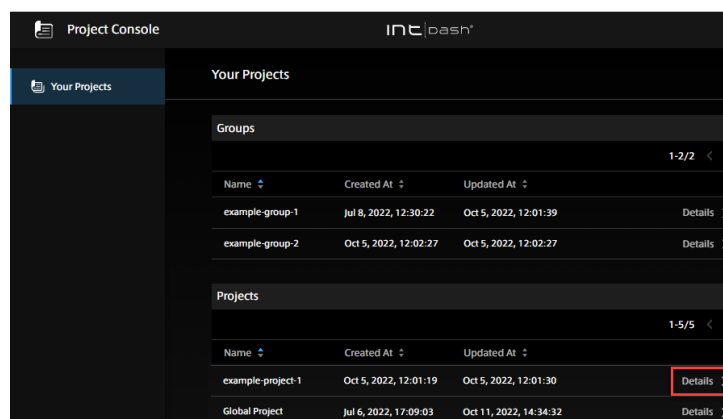 Project Console
intdash®
Your Projects
Your Projects
Groups
1-2/2
Name Created At Updated At
example-group-1 Jul 8, 2022, 12:30:22 Oct 5, 2022, 12:01:39 Details
example-group-2 Oct 5, 2022, 12:02:27 Oct 5, 2022, 12:02:27 Details
Projects
1-5/5
Name Created At Updated At
example-project-1 Oct 5, 2022, 12:01:19 Oct 5, 2022, 12:01:30 Details
Global Project Jul 6, 2022, 17:09:03 Oct 11, 2022, 14:34:32 Details